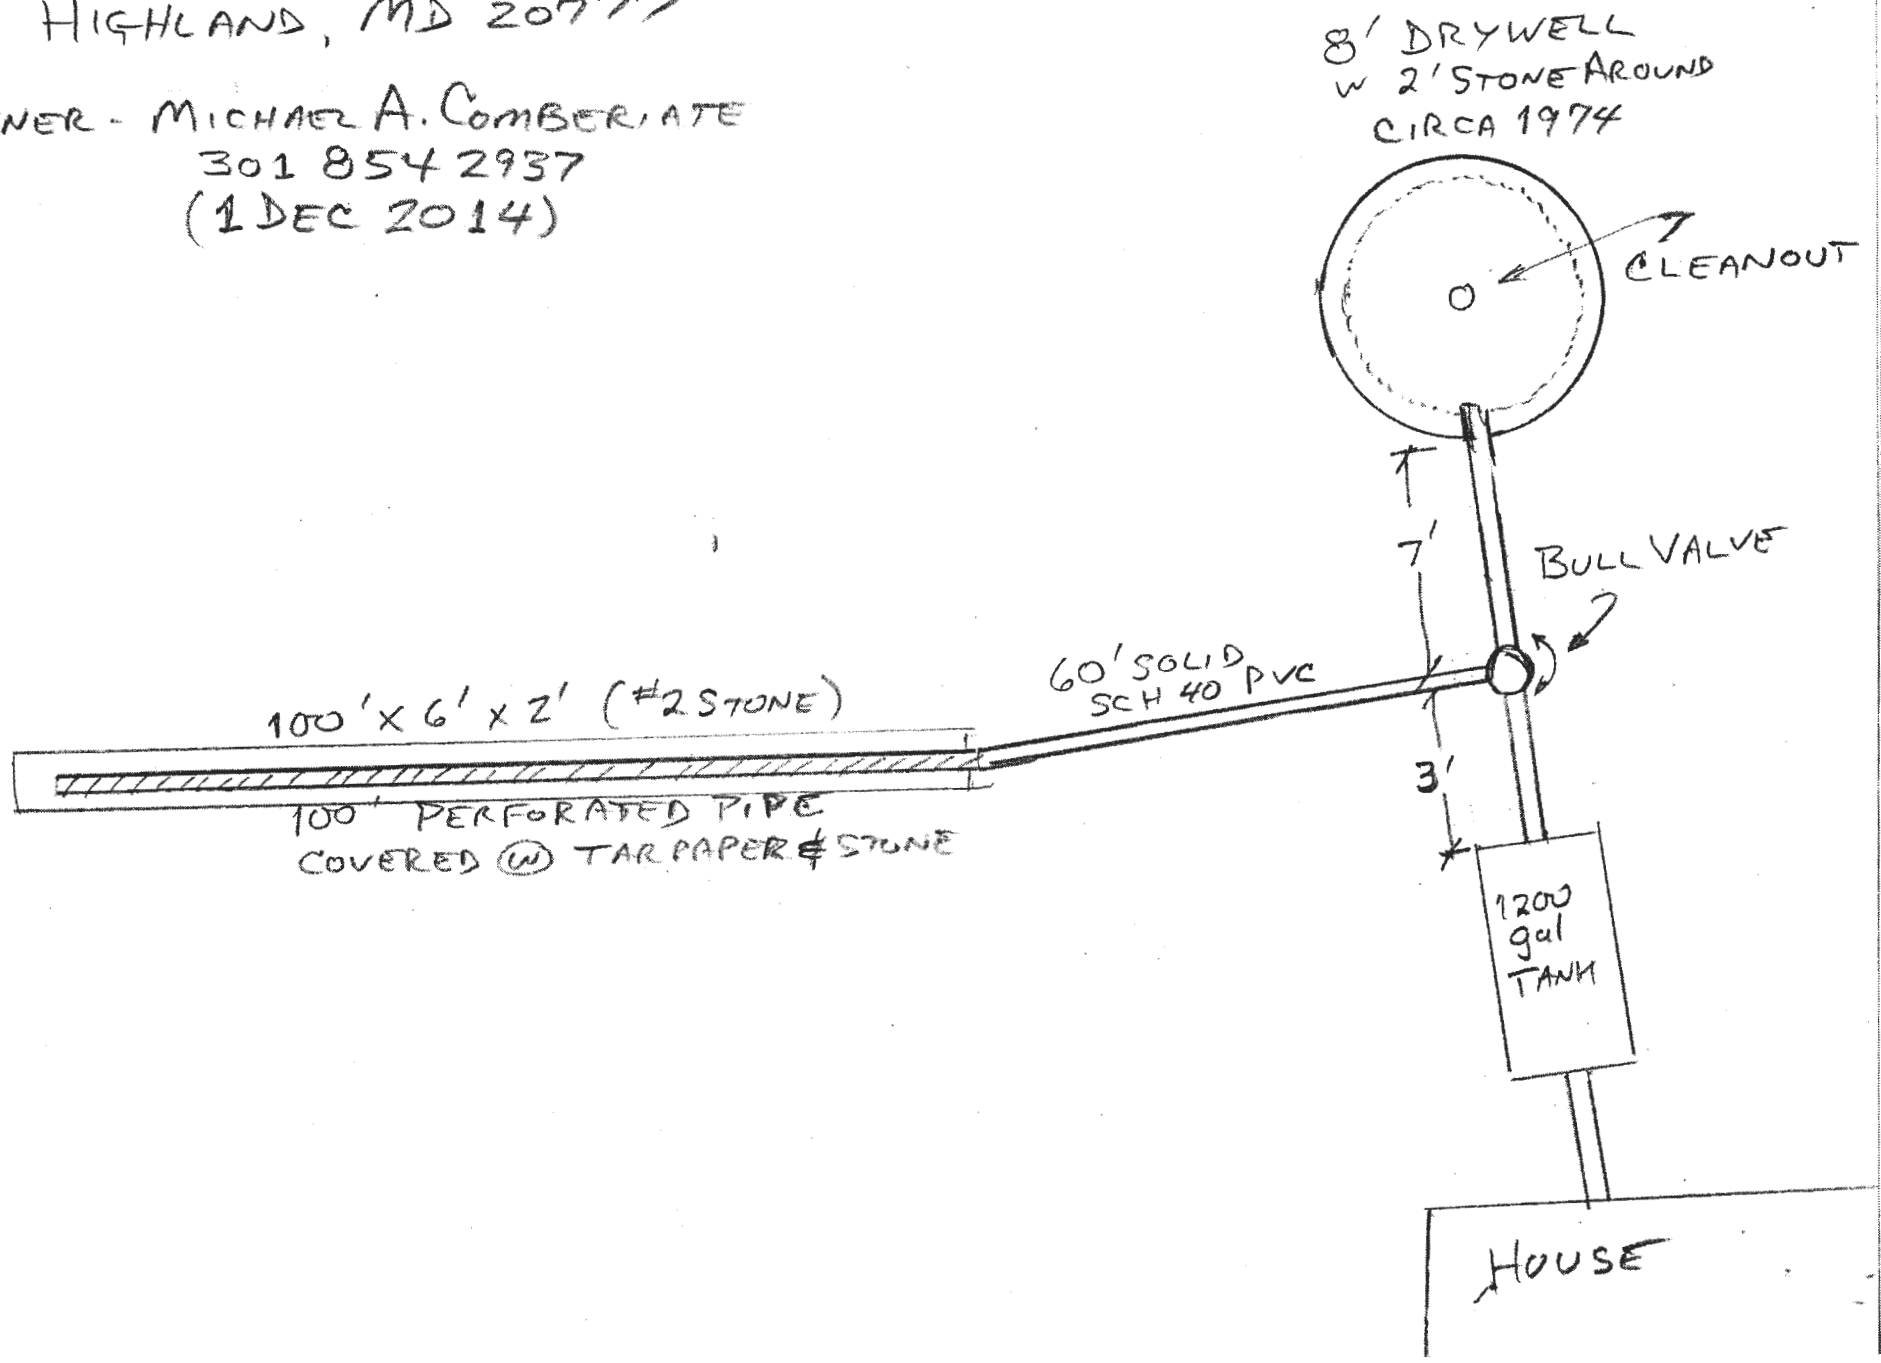 HIGHLAND, MD 20777
NER - MICHAEL A. COMBERIATE
301 854 2937
(1 DEC 2014)
8' DRYWELL
W 2' STONE AROUND
CIRCA 1974
CLEANOUT
7'
BULL VALVE
60' SOLID
SCH 40 PVC
100' X 6' X 2' (#2 STONE)
3'
100' PERFORATED PIPE
COVERED W TAR PAPER & STONE
1200
gal
TANK
HOUSE